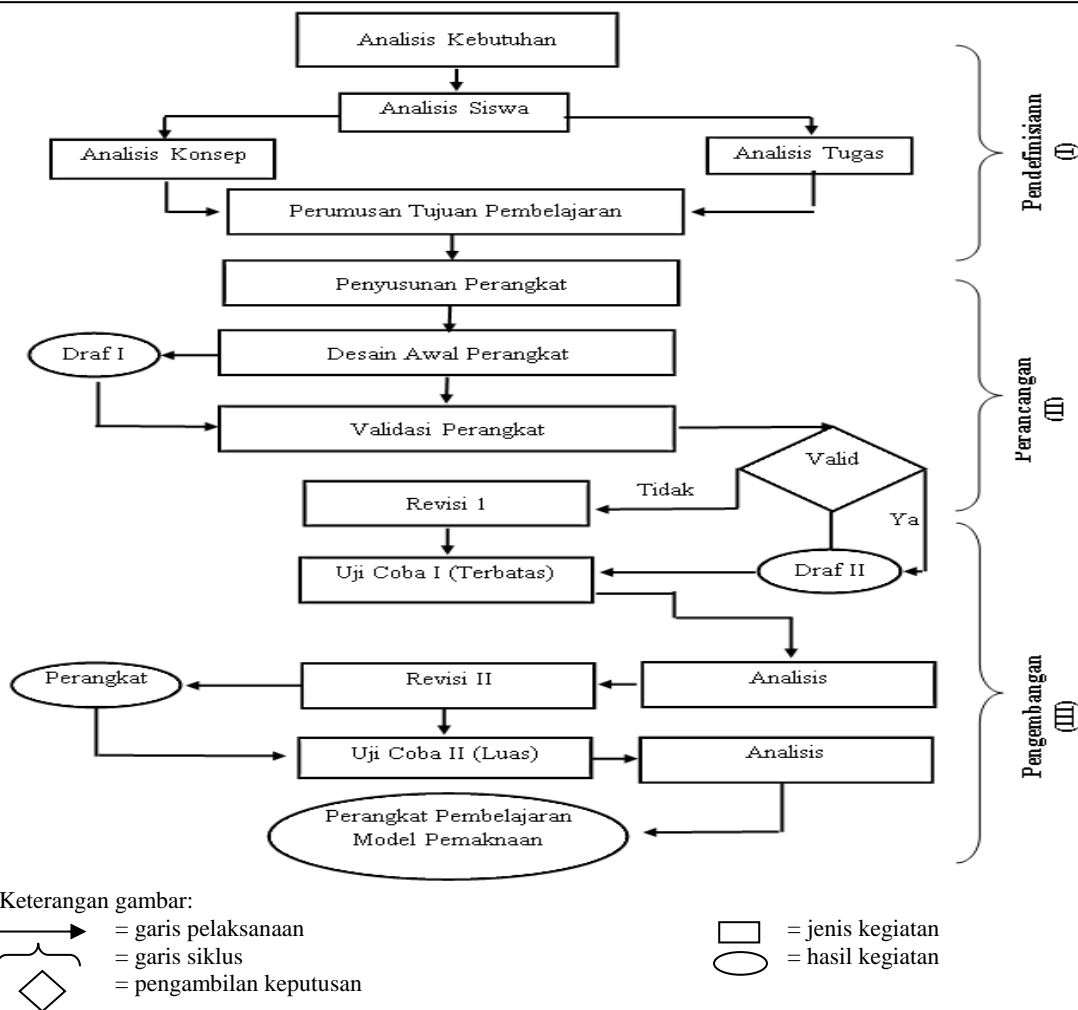 Analisis Kebutuhan
Analisis Siswa
Analisis Konsep
Analisis Tugas
Perumusan Tujuan Pembelajaran
Pendefinisiann
(I)
Penyusunan Perangkat
Draf I
Desain Awal Perangkat
Validasi Perangkat
Valid
Perancangan
(II)
Tidak
Revisi 1
Ya
Uji Coba I (Terbatas)
Draf II
Perangkat
Revisi II
Analisis
Uji Coba II (Luas)
Analisis
Pengembangan
(III)
Perangkat Pembelajaran
Model Pemaknaan
Keterangan gambar:
= garis pelaksanaan
= garis siklus
= pengambilan keputusan
= jenis kegiatan
= hasil kegiatan